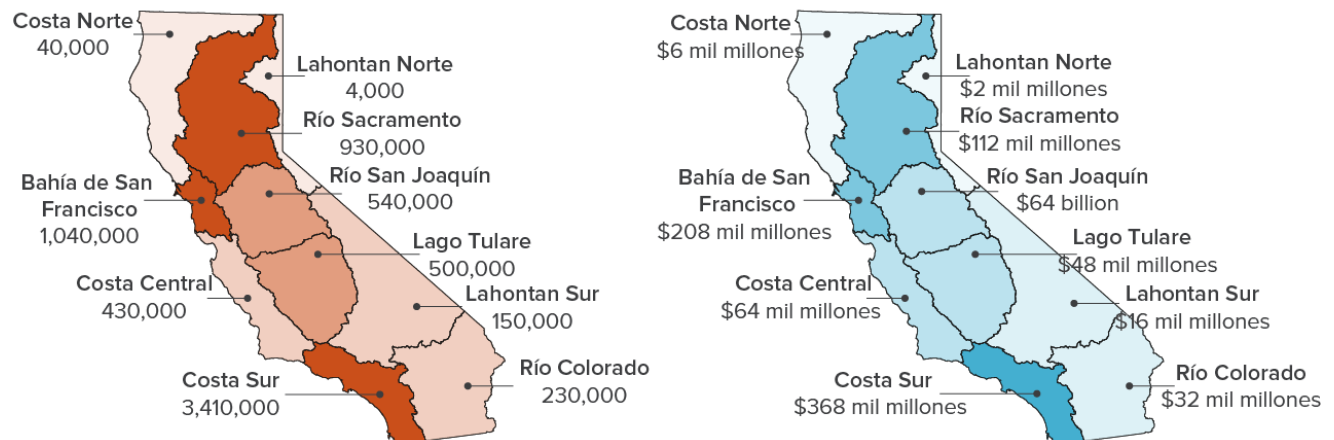 Costa Norte
40,000
Lahontan Norte
4,000
Río Sacramento
930,000
Río San Joaquín
540,000
Bahía de San
Francisco
1,040,000
Lago Tulare
500,000
Costa Central
430,000
Lahontan Sur
150,000
Costa Sur
3,410,000
Río Colorado
230,000
Costa Norte
$6 mil millones
Lahontan Norte
$2 mil millones
Río Sacramento
$112 mil millones
Río San Joaquín
$64 billion
Bahía de San
Francisco
$208 mil millones
Lago Tulare
$48 mil millones
Costa Central
$64 mil millones
Lahontan Sur
$16 mil millones
Costa Sur
$368 mil millones
Río Colorado
$32 mil millones